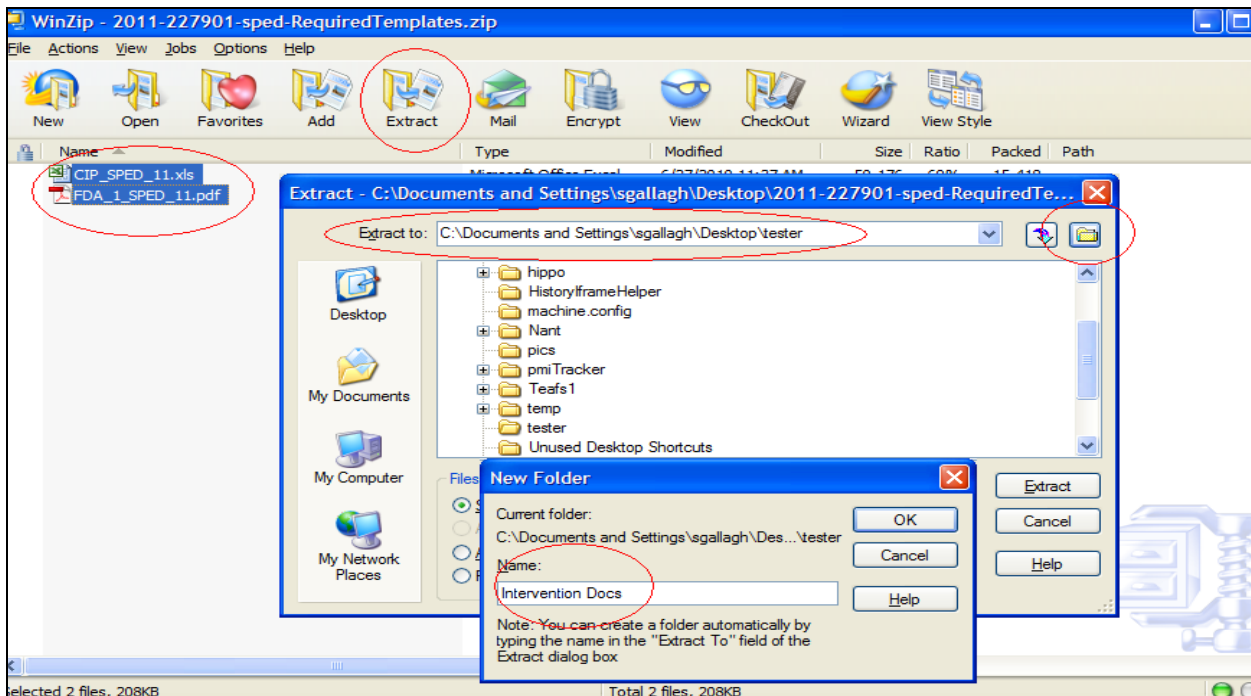 WinZip - 2011-227901-sped-RequiredTemplates.zip
File Actions View Jobs Options Help
New Open Favorites Add Extract Mail Encrypt View CheckOut Wizard View Style
Name Type Modified Size Ratio Packed Path
CIP_SPED_11.xls
FDA_1_SPED_11.pdf
Extract - C:\Documents and Settings\sgallagh\Desktop\2011-227901-sped-RequiredTe...
Extract to: C:\Documents and Settings\sgallagh\Desktop\tester
Desktop
My Documents
My Computer
My Network Places
hippo
HistoryIframeHelper
machine.config
Nant
pics
pmiTracker
Teafs1
temp
tester
Unused Desktop Shortcuts
Files
Extract
Cancel
Help
New Folder
Current folder:
C:\Documents and Settings\sgallagh\Des...\tester
Name:
Intervention Docs
Note: You can create a folder automatically by
typing the name in the "Extract To" field of the
Extract dialog box
OK
Cancel
Help
Selected 2 files, 208KB
Total 2 files, 208KB